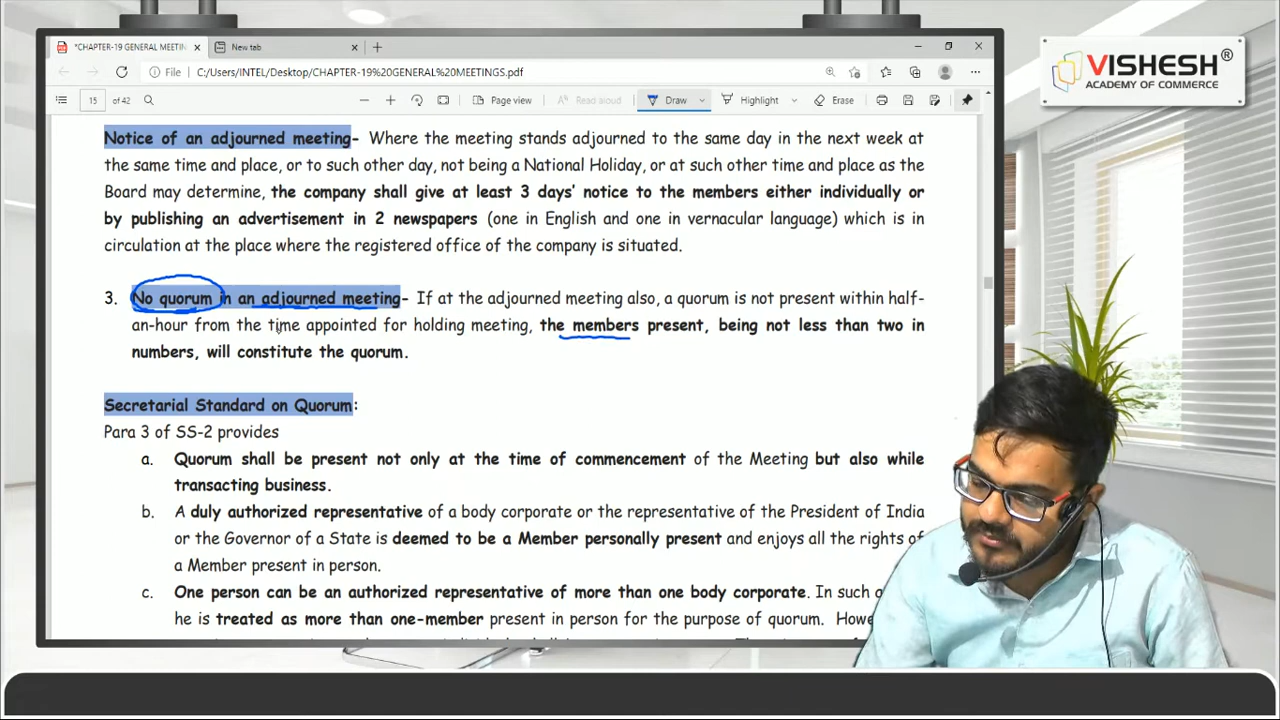 *CHAPTER-19 GENERAL MEETIN
New tab
File
C:/Users/INTEL/Desktop/CHAPTER-19%20GENERAL%20MEETINGS.pdf
15 of 42
Page view
Read aloud
Draw
Highlight
Erase
VISHESH®
ACADEMY OF COMMERCE
Notice of an adjourned meeting- Where the meeting stands adjourned to the same day in the next week at
the same time and place, or to such other day, not being a National Holiday, or at such other time and place as the
Board may determine, the company shall give at least 3 days' notice to the members either individually or
by publishing an advertisement in 2 newspapers (one in English and one in vernacular language) which is in
circulation at the place where the registered office of the company is situated.
3. No quorum in an adjourned meeting- If at the adjourned meeting also, a quorum is not present within half-
an-hour from the time appointed for holding meeting, the members present, being not less than two in
numbers, will constitute the quorum.
Secretarial Standard on Quorum:
Para 3 of SS-2 provides
a. Quorum shall be present not only at the time of commencement of the Meeting but also while
transacting business.
b. A duly authorized representative of a body corporate or the representative of the President of India
or the Governor of a State is deemed to be a Member personally present and enjoys all the rights of
a Member present in person.
c. One person can be an authorized representative of more than one body corporate. In such a
he is treated as more than one-member present in person for the purpose of quorum.